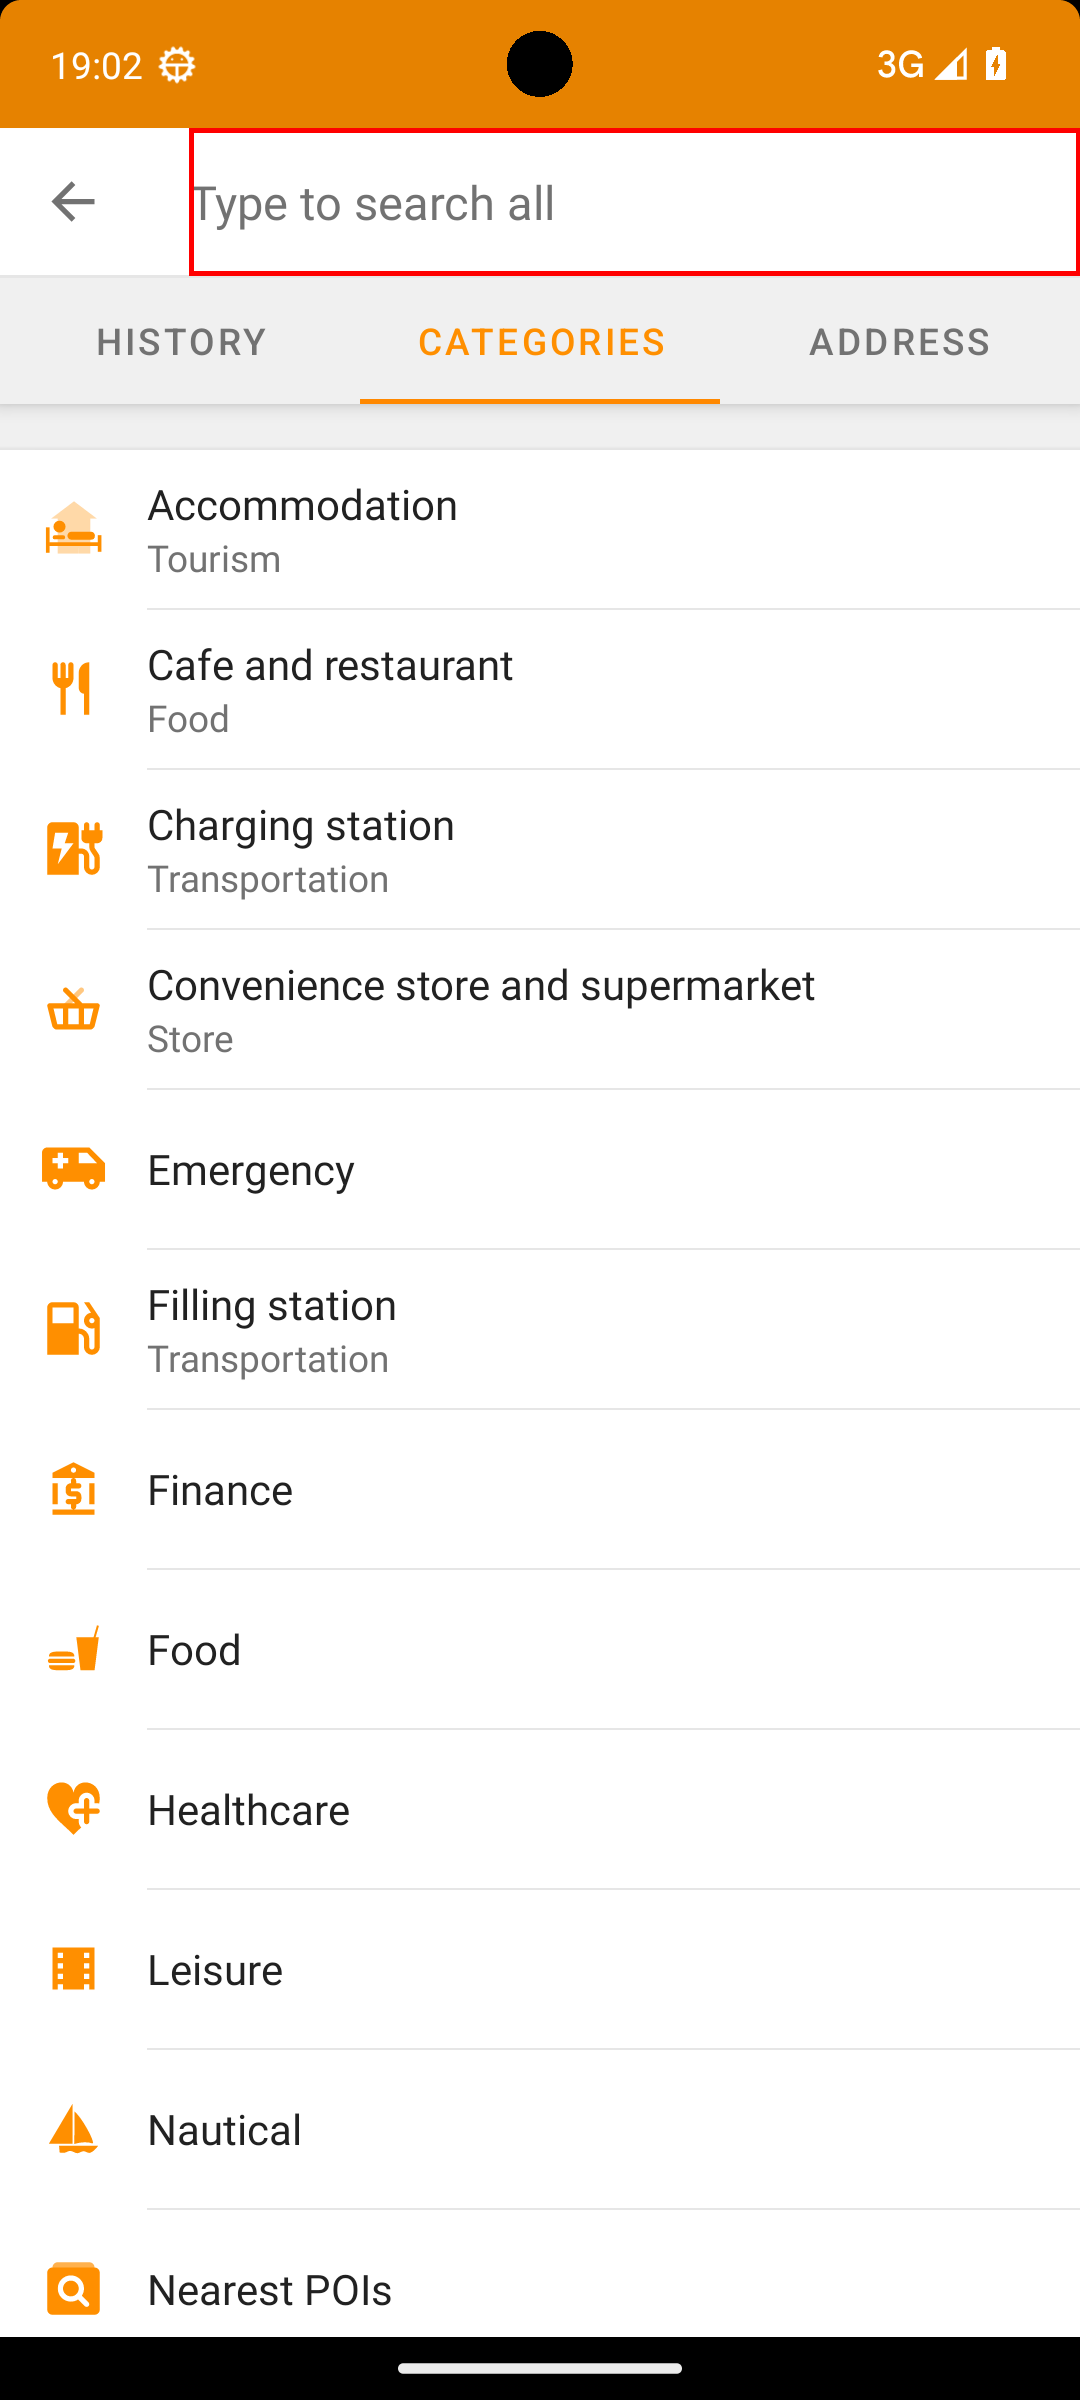 19:02
3G
Type to search all
HISTORY CATEGORIES ADDRESS
Accommodation
Tourism
Cafe and restaurant
Food
Charging station
Transportation
Convenience store and supermarket
Store
Emergency
Filling station
Transportation
Finance
Food
Healthcare
Leisure
Nautical
Nearest POIs